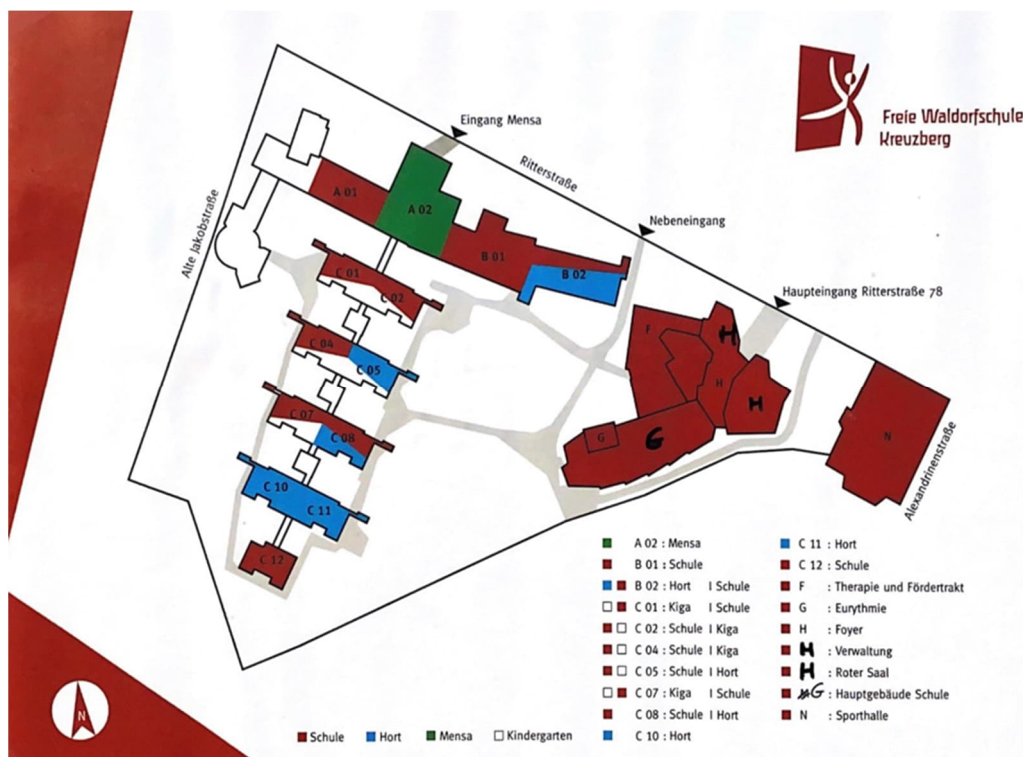 Freie Waldorfschule
Kreuzberg
Eingang Mensa
Ritterstraße
Nebeneingang
Haupteingang Ritterstraße 78
Alte Jakobstraße
Alexandrinenstraße
A 01
A 02
B 01
B 02
C 01
C 02
C 04
C 05
C 07
C 08
C 10
C 11
C 12
F
H
H
H
G
G
N
A 02 : Mensa
B 01 : Schule
B 02 : Hort I Schule
C 01 : Kiga I Schule
C 02 : Schule I Kiga
C 04 : Schule I Kiga
C 05 : Schule I Hort
C 07 : Kiga I Schule
C 08 : Schule I Hort
C 10 : Hort
C 11 : Hort
C 12 : Schule
F : Therapie und Fördertrakt
G : Eurythmie
H : Foyer
H : Verwaltung
H : Roter Saal
G : Hauptgebäude Schule
N : Sporthalle
Schule
Hort
Mensa
Kindergarten
N